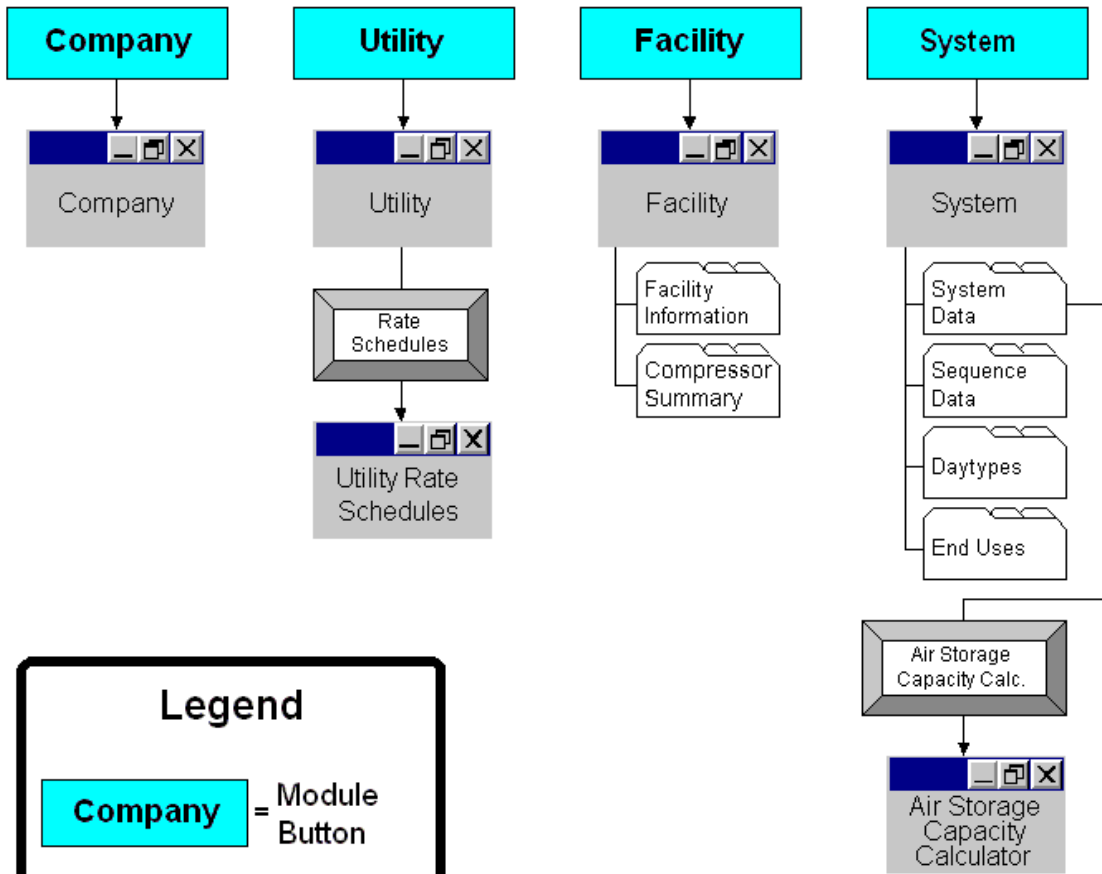 Company
Utility
Facility
System
Company
Utility
Facility
System
Rate
Schedules
Utility Rate
Schedules
Facility
Information
Compressor
Summary
System
Data
Sequence
Data
Daytypes
End Uses
Air Storage
Capacity Calc.
Air Storage
Capacity
Calculator
Legend
Company = Module
Button